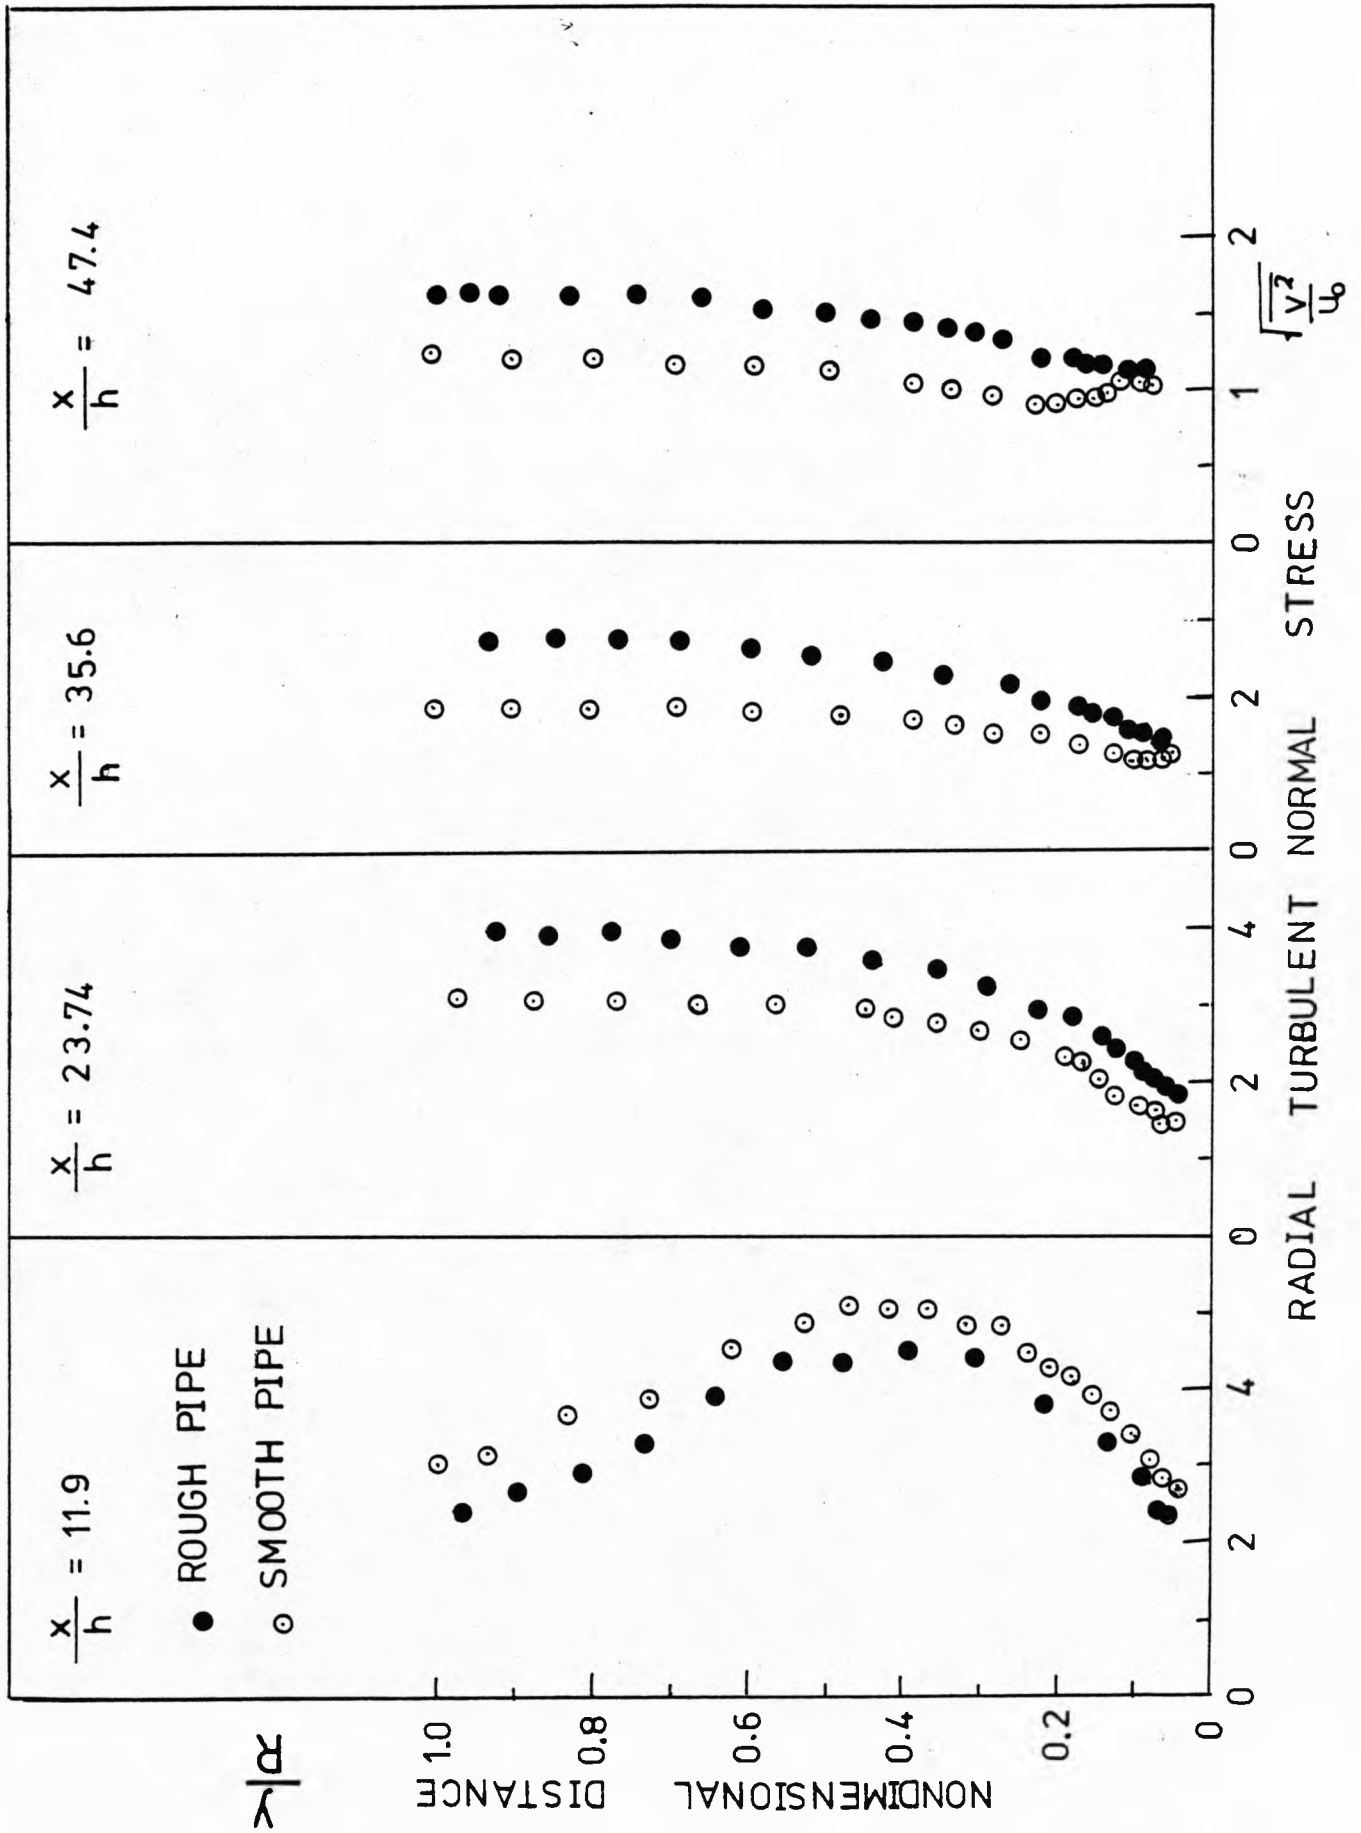 x/h = 11.9
x/h = 23.74
x/h = 35.6
x/h = 47.4
● ROUGH PIPE
⊙ SMOOTH PIPE
Y/R
NONDIMENSIONAL DISTANCE
1.0
0.8
0.6
0.4
0.2
0
0 2 4 0 2 4 0 2 0 1 2
RADIAL TURBULENT NORMAL STRESS
√v²/U₀